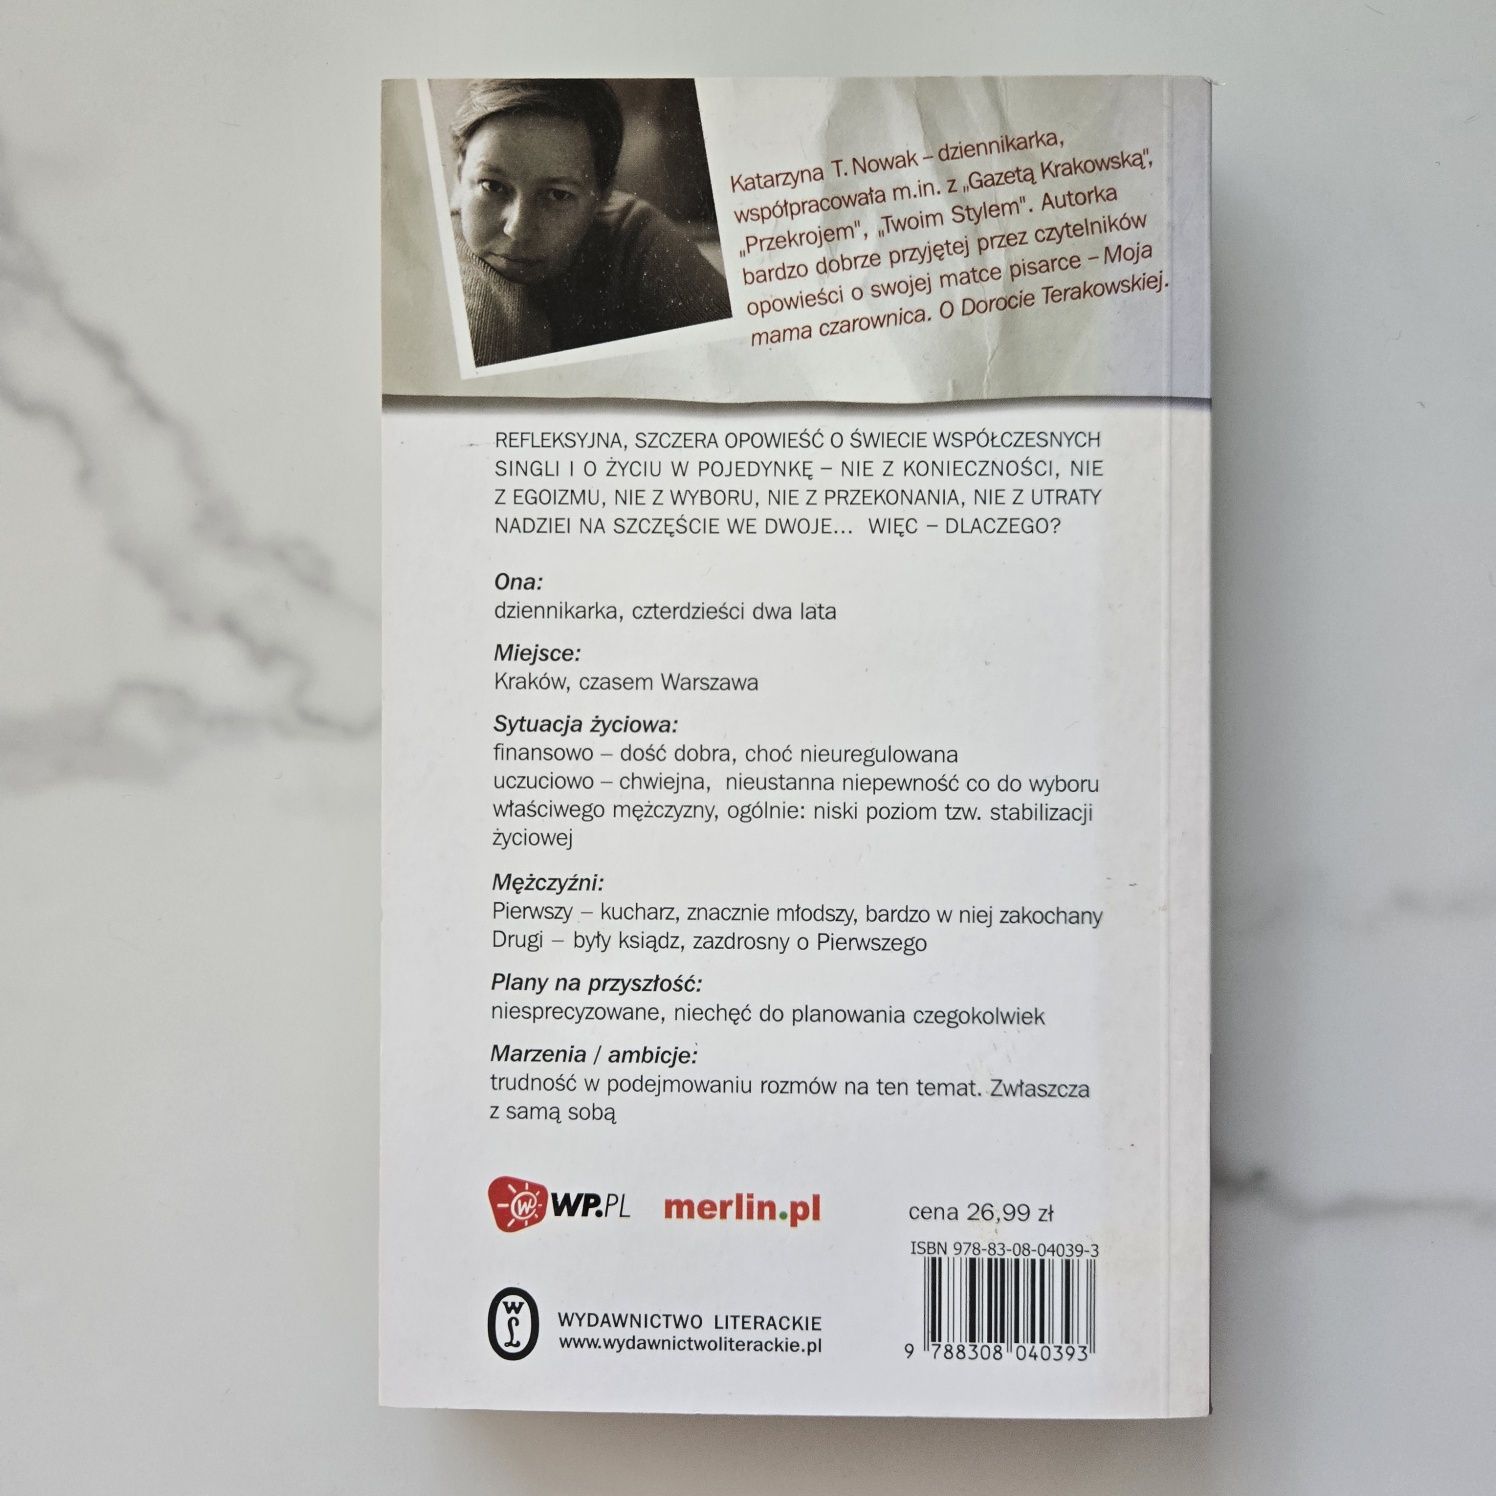 Katarzyna T. Nowak – dziennikarka,
współpracowała m.in. z „Gazetą Krakowską",
„Przekrojem", „Twoim Stylem". Autorka
bardzo dobrze przyjętej przez czytelników
opowieści o swojej matce pisarce – Moja
mama czarownica. O Dorocie Terakowskiej.
REFLEKSYJNA, SZCZERA OPOWIEŚĆ O ŚWIECIE WSPÓŁCZESNYCH
SINGLI I O ŻYCIU W POJEDYNKĘ – NIE Z KONIECZNOŚCI, NIE
Z EGOIZMU, NIE Z WYBORU, NIE Z PRZEKONANIA, NIE Z UTRATY
NADZIEI NA SZCZĘŚCIE WE DWOJE... WIĘC – DLACZEGO?
Ona:
dziennikarka, czterdzieści dwa lata
Miejsce:
Kraków, czasem Warszawa
Sytuacja życiowa:
finansowo – dość dobra, choć nieuregulowana
uczuciowo – chwiejna, nieustanna niepewność co do wyboru
właściwego mężczyzny, ogólnie: niski poziom tzw. stabilizacji
życiowej
Mężczyźni:
Pierwszy – kucharz, znacznie młodszy, bardzo w niej zakochany
Drugi – były ksiądz, zazdrosny o Pierwszego
Plany na przyszłość:
niesprecyzowane, niechęć do planowania czegokolwiek
Marzenia / ambicje:
trudność w podejmowaniu rozmów na ten temat. Zwłaszcza
z samą sobą
W WP.PL merlin.pl
cena 26,99 zł
ISBN 978-83-08-04039-3
9 788308 040393
WL
WYDAWNICTWO LITERACKIE
www.wydawnictwoliterackie.pl